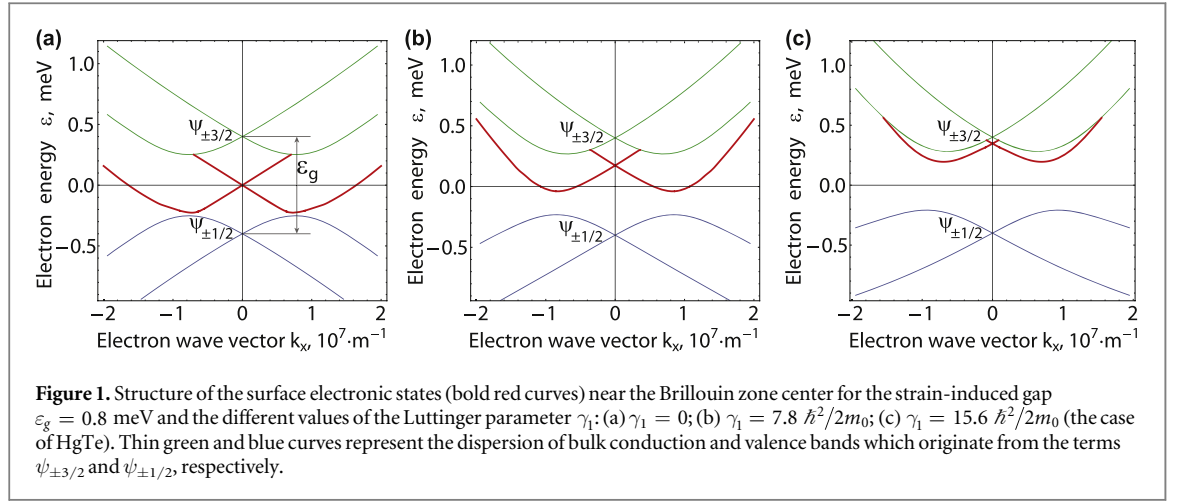 (a)
(b)
(c)
Electron energy ε, meV
1.0
0.5
0.0
−0.5
ψ±3/2
εg
ψ±1/2
−2 −1 0 1 2
Electron wave vector kx, 10⁷·m⁻¹
Electron energy ε, meV
1.0
0.5
0.0
−0.5
ψ±3/2
ψ±1/2
−2 −1 0 1 2
Electron wave vector kx, 10⁷·m⁻¹
Electron energy ε, meV
1.0
0.5
0.0
−0.5
ψ±3/2
ψ±1/2
−2 −1 0 1 2
Electron wave vector kx, 10⁷·m⁻¹
Figure 1. Structure of the surface electronic states (bold red curves) near the Brillouin zone center for the strain-induced gap
εg = 0.8 meV and the different values of the Luttinger parameter γ1: (a) γ1 = 0; (b) γ1 = 7.8 ℏ²/2m0; (c) γ1 = 15.6 ℏ²/2m0 (the case
of HgTe). Thin green and blue curves represent the dispersion of bulk conduction and valence bands which originate from the terms
ψ±3/2 and ψ±1/2, respectively.